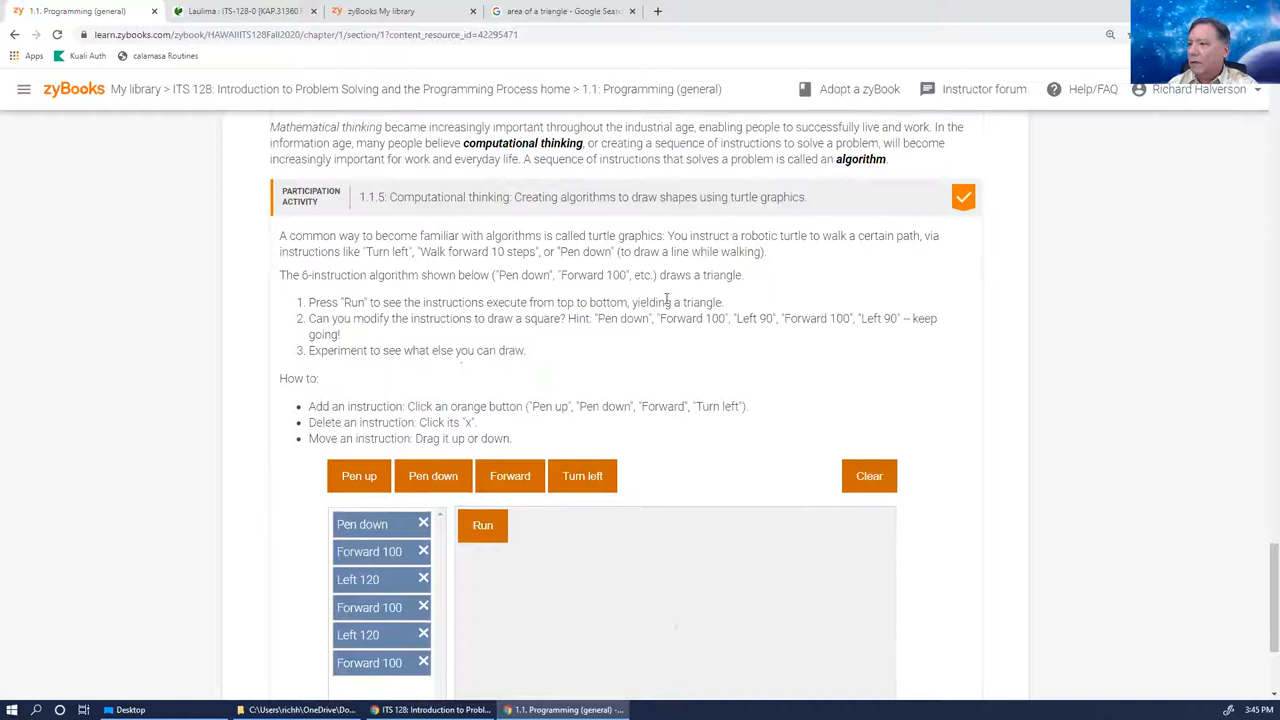 1.1. Programming (general)
Laulima : ITS-128-0 [KAP.31360.F
zyBooks My library
area of a triangle - Google Sear
learn.zybooks.com/zybook/HAWAIIITS128Fall2020/chapter/1/section/1?content_resource_id=42295471
Apps
Kuali Auth
calamasa Routines
zyBooks My library > ITS 128. Introduction to Problem Solving and the Programming Process home > 1.1: Programming (general)
Adopt a zyBook
Instructor forum
Help/FAQ
Richard Halverson
Mathematical thinking became increasingly important throughout the industrial age, enabling people to successfully live and work. In the
information age, many people believe computational thinking, or creating a sequence of instructions to solve a problem, will become
increasingly important for work and everyday life. A sequence of instructions that solves a problem is called an algorithm.
PARTICIPATION
ACTIVITY
1.1.5: Computational thinking: Creating algorithms to draw shapes using turtle graphics.
A common way to become familiar with algorithms is called turtle graphics: You instruct a robotic turtle to walk a certain path, via
instructions like "Turn left", "Walk forward 10 steps", or "Pen down" (to draw a line while walking).
The 6-instruction algorithm shown below ("Pen down", "Forward 100", etc.) draws a triangle.
1. Press "Run" to see the instructions execute from top to bottom, yielding a triangle.
2. Can you modify the instructions to draw a square? Hint. "Pen down", "Forward 100", "Left 90", "Forward 100", "Left 90" -- keep
going!
3. Experiment to see what else you can draw.
How to:
• Add an instruction: Click an orange button ("Pen up", "Pen down", "Forward", "Turn left").
• Delete an instruction: Click its "x".
• Move an instruction: Drag it up or down.
Pen up
Pen down
Forward
Turn left
Clear
Pen down
Run
Forward 100
Left 120
Forward 100
Left 120
Forward 100
Desktop
C:\Users\richh\OneDrive\Do...
ITS 128: Introduction to Probl...
1.1. Programming (general) -...
3:45 PM